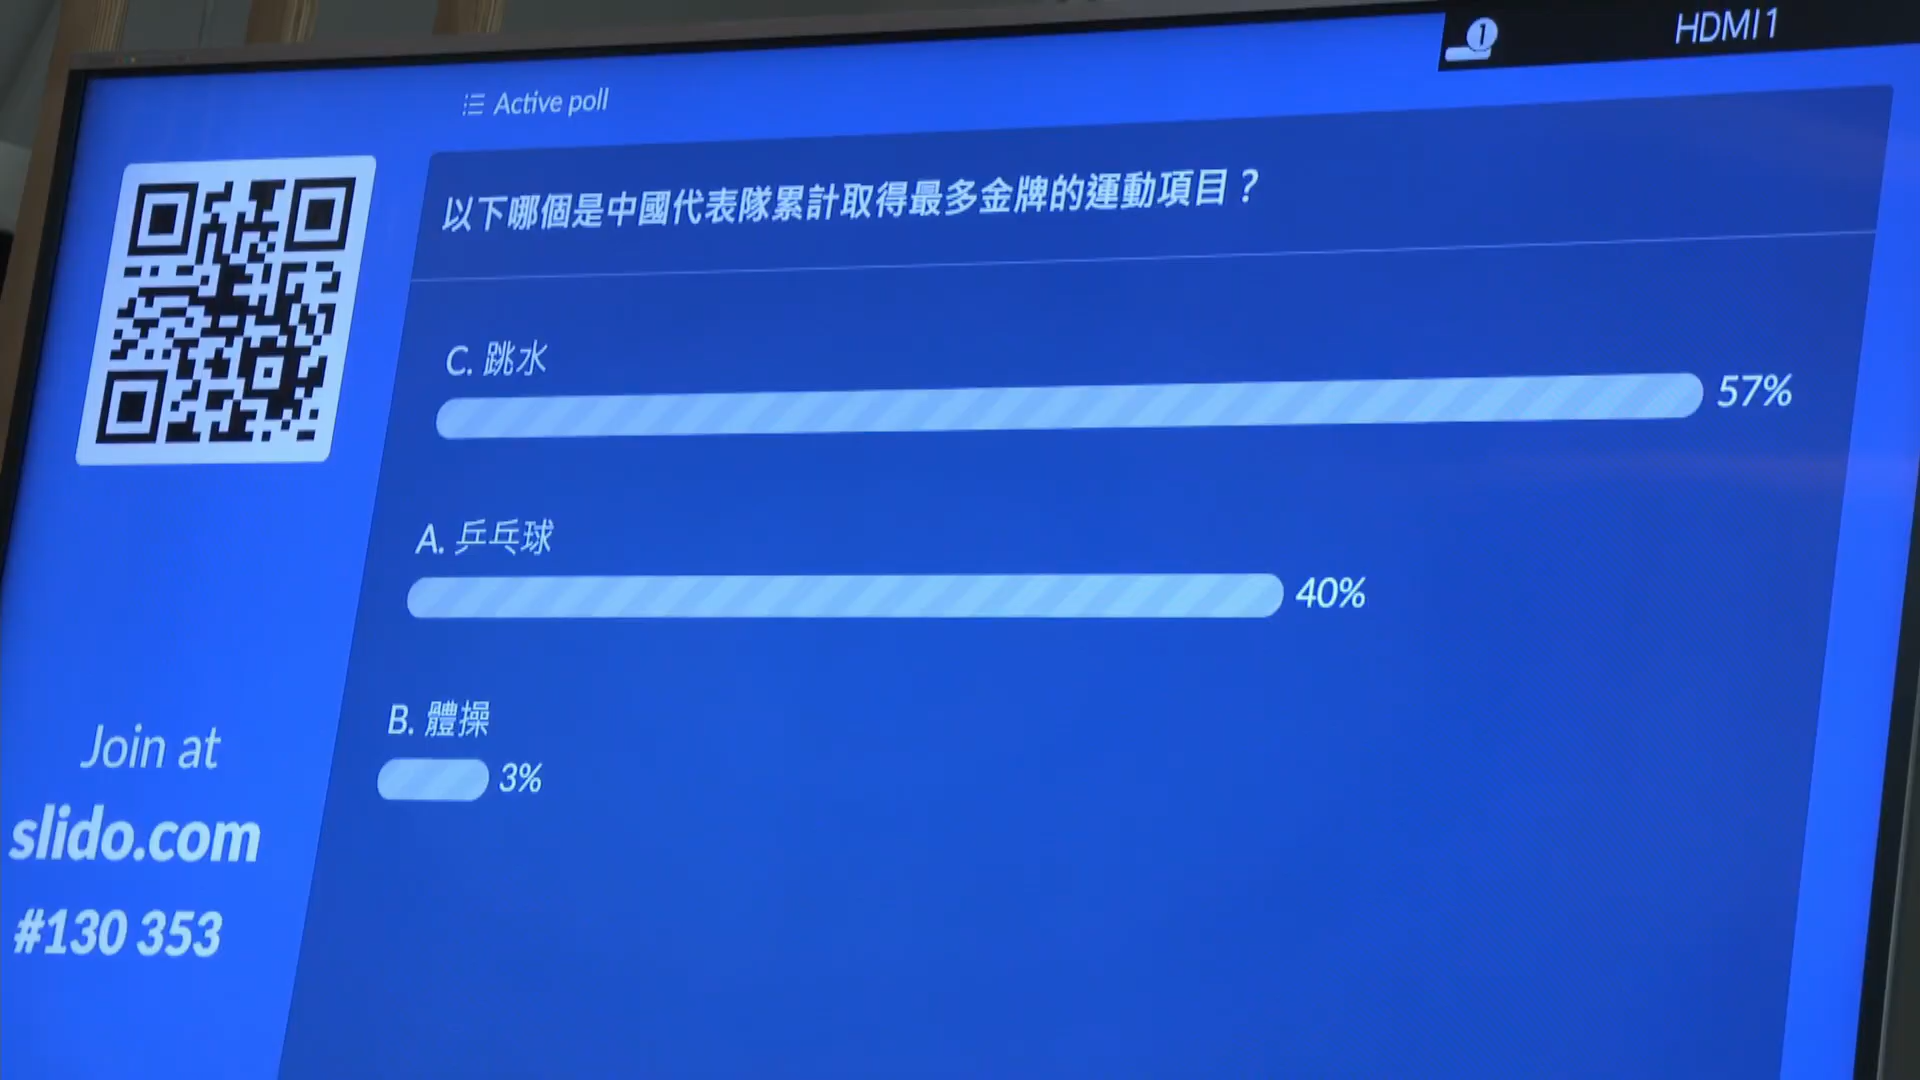 HDMI1
Active poll
以下哪個是中國代表隊累計取得最多金牌的運動項目？
C. 跳水
57%
A. 乒乓球
40%
B. 體操
3%
Join at
slido.com
#130 353